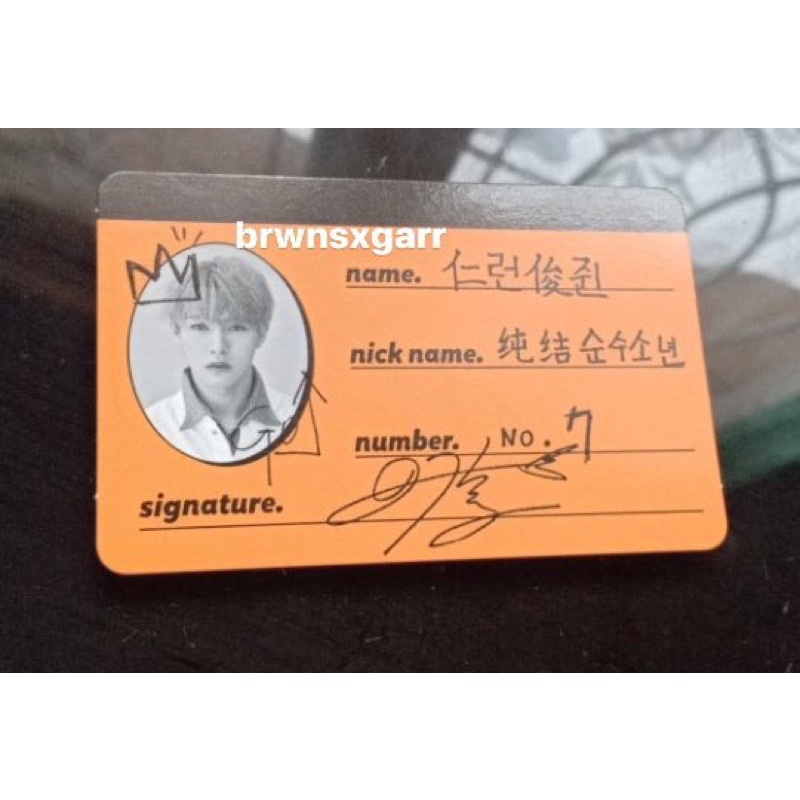 brwnsxgarr
name. 仁런俊쥔
nick name. 纯结순수소년
number. No. 7
signature.